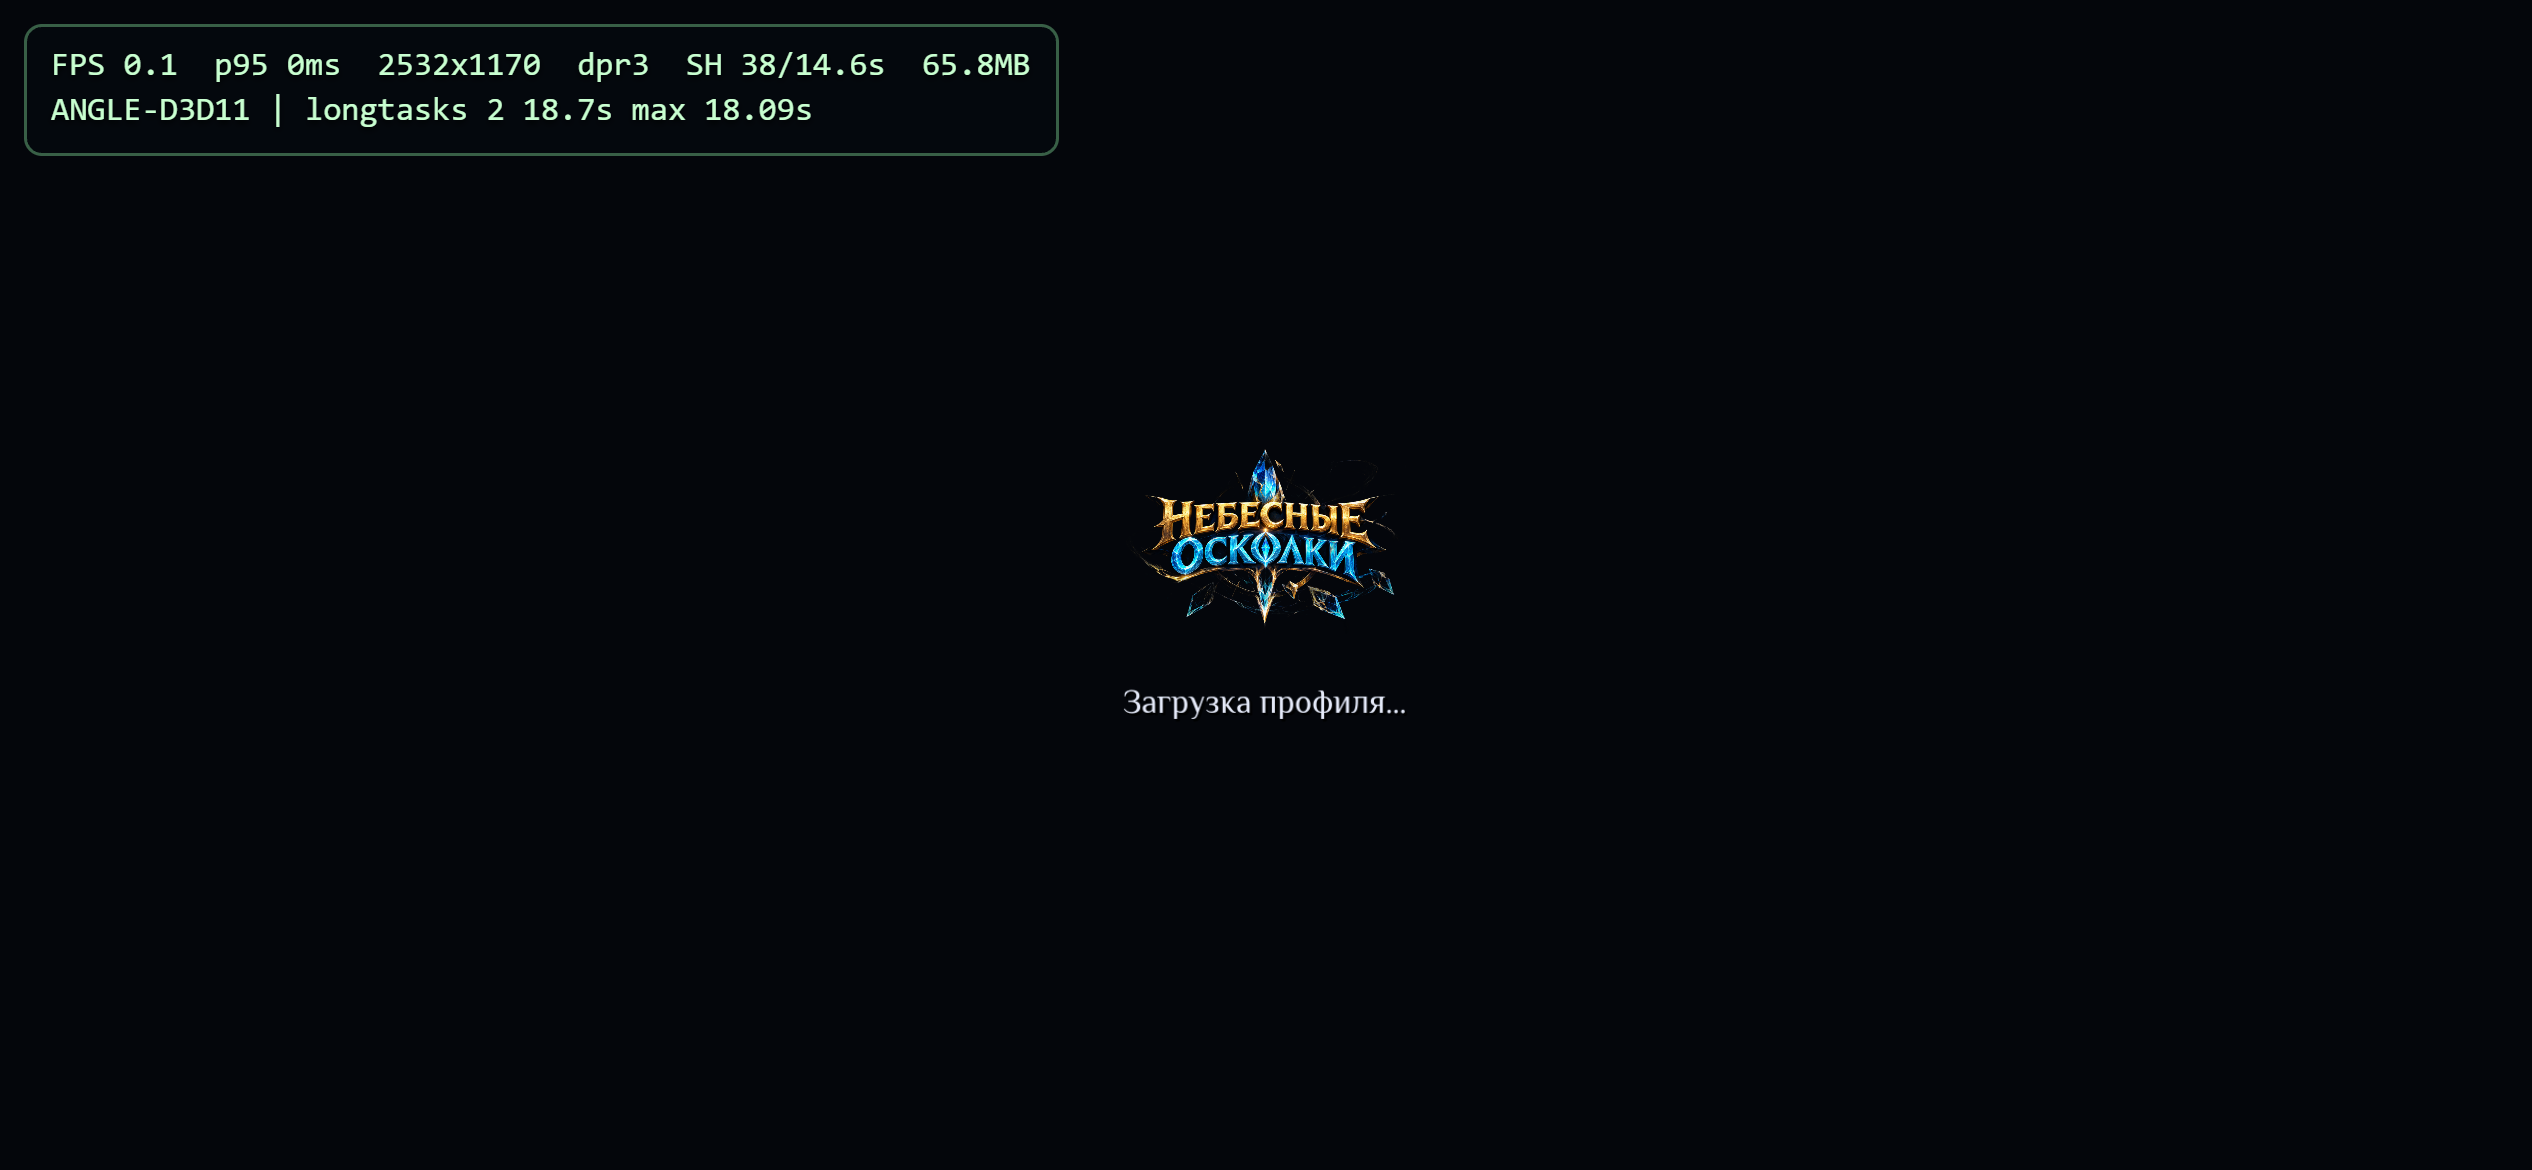 FPS 0.1 p95 0ms 2532x1170 dpr3 SH 38/14.6s 65.8MB
ANGLE-D3D11 | longtasks 2 18.7s max 18.09s
НЕБЕСНЫЕ
ОСКОЛКИ
Загрузка профиля...